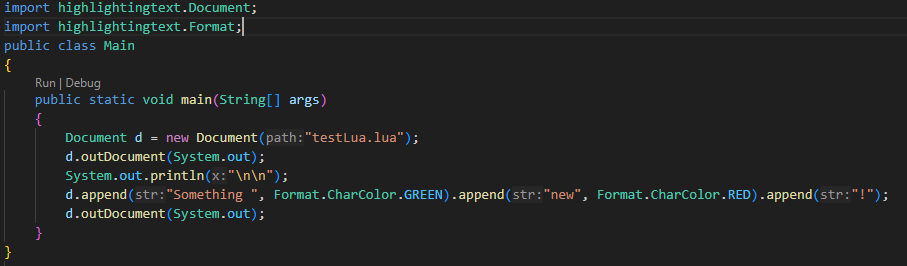 import highlightingtext.Document;
import highlightingtext.Format;
public class Main
{
Run | Debug
public static void main(String[] args)
{
Document d = new Document(path:"testLua.lua");
d.outDocument(System.out);
System.out.println(x:"\n\n");
d.append(str:"Something ", Format.CharColor.GREEN).append(str:"new", Format.CharColor.RED).append(str:"!");
d.outDocument(System.out);
}
}